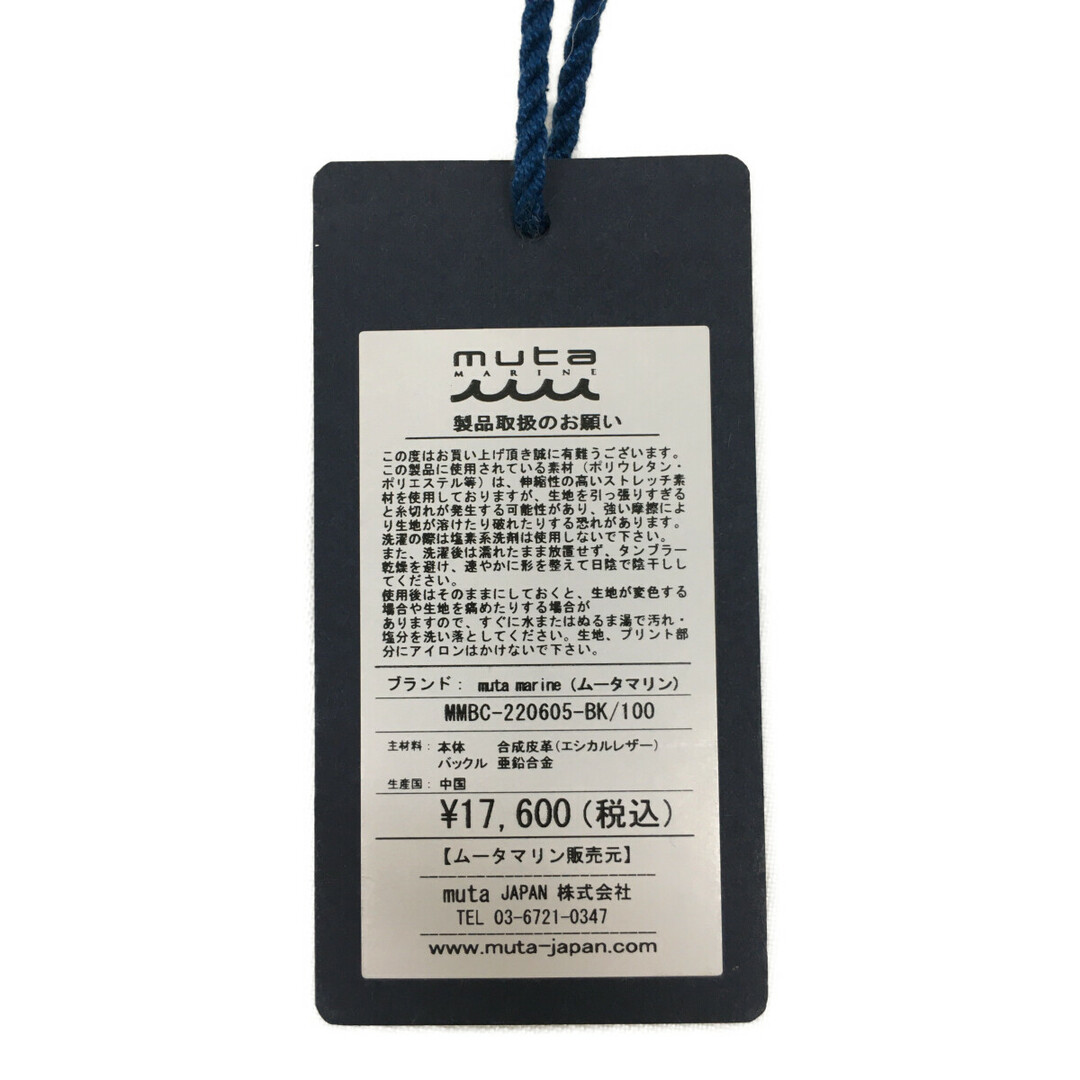 muta
MARINE
製品取扱のお願い
この度はお買い上げ頂き誠に有難うございます。
この製品に使用されている素材（ポリウレタン・
ポリエステル等）は、伸縮性の高いストレッチ素
材を使用しておりますが、生地を引っ張りすぎる
と糸切れが発生する可能性があり、強い摩擦によ
り生地が溶けたり破れたりする恐れがあります。
洗濯の際は塩素系洗剤は使用しないで下さい。
また、洗濯後は濡れたまま放置せず、タンブラー
乾燥を避け、速やかに形を整えて日陰で陰干しし
てください。
使用後はそのままにしておくと、生地が変色する
場合や生地を痛めたりする場合が
ありますので、すぐに水またはぬるま湯で汚れ・
塩分を洗い落としてください。生地、プリント部
分にアイロンはかけないで下さい。
ブランド： muta marine（ムータマリン）
MMBC-220605-BK/100
主材料：本体 合成皮革（エシカルレザー）
バックル 亜鉛合金
生産国：中国
¥17,600（税込）
【ムータマリン販売元】
muta JAPAN 株式会社
TEL 03-6721-0347
www.muta-japan.com